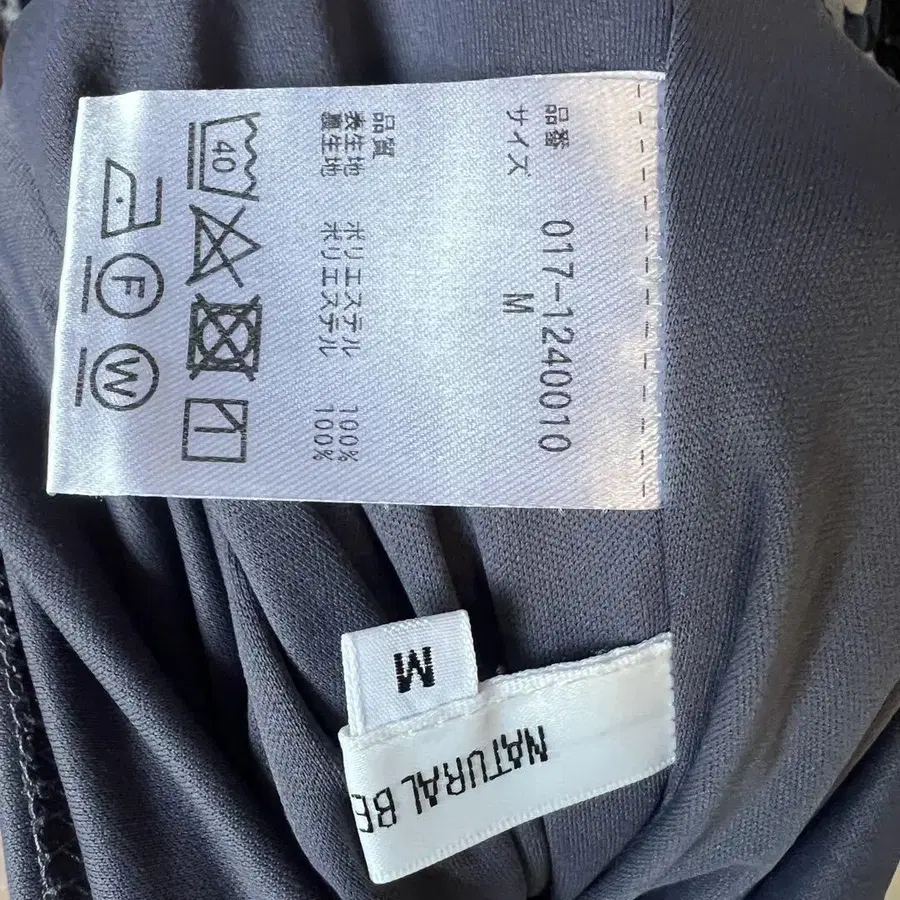 品番 017-1240010
サイズ M
品質
表生地 ポリエステル 100%
裏生地 ポリエステル 100%
40
F
W
M
NATURAL BE